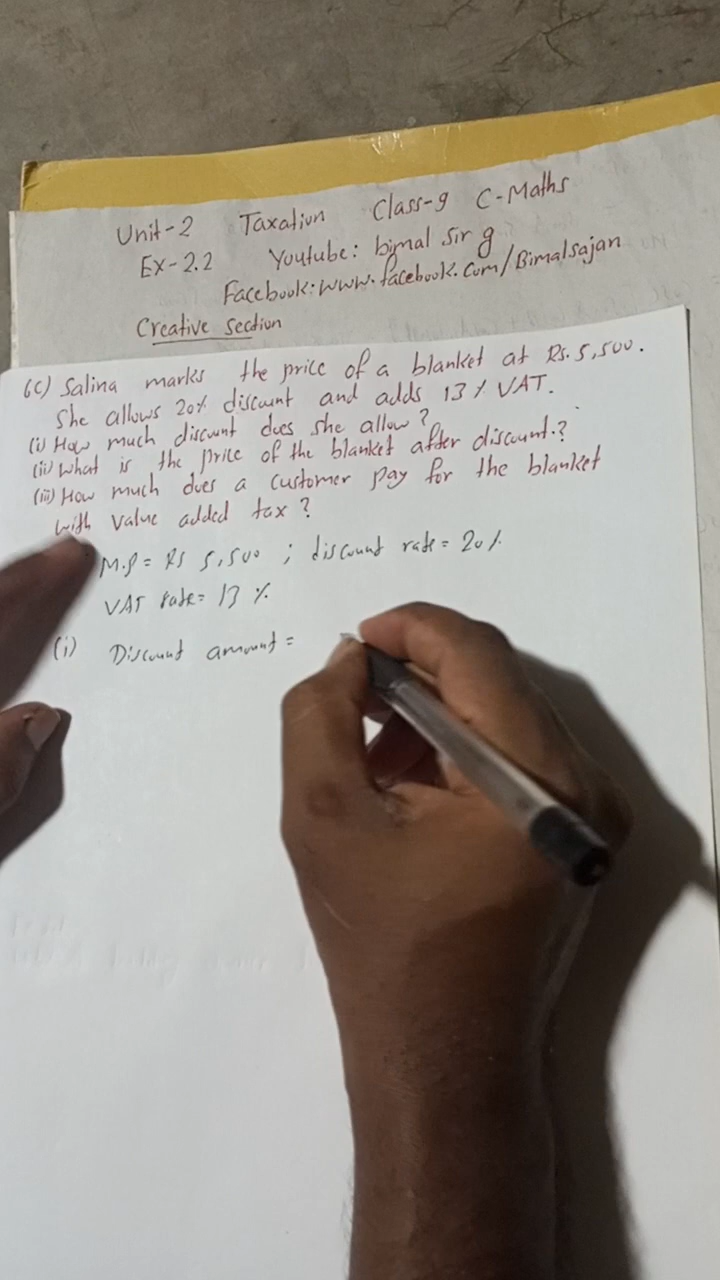 Unit-2 Taxation Class-9 C-Maths
Ex-2.2 Youtube: bimal sir g
Facebook: www.facebook.com/Bimalsajan
Creative section
6c) Salina marks the price of a blanket at Rs. 5,500.
She allows 20% discount and adds 13% VAT.
(i) How much discount does she allow?
(ii) What is the price of the blanket after discount.?
(iii) How much does a customer pay for the blanket
with value added tax?
M.P = Rs 5,500 ; discount rate = 20%
VAT rate = 13 %
(i) Discount amount =